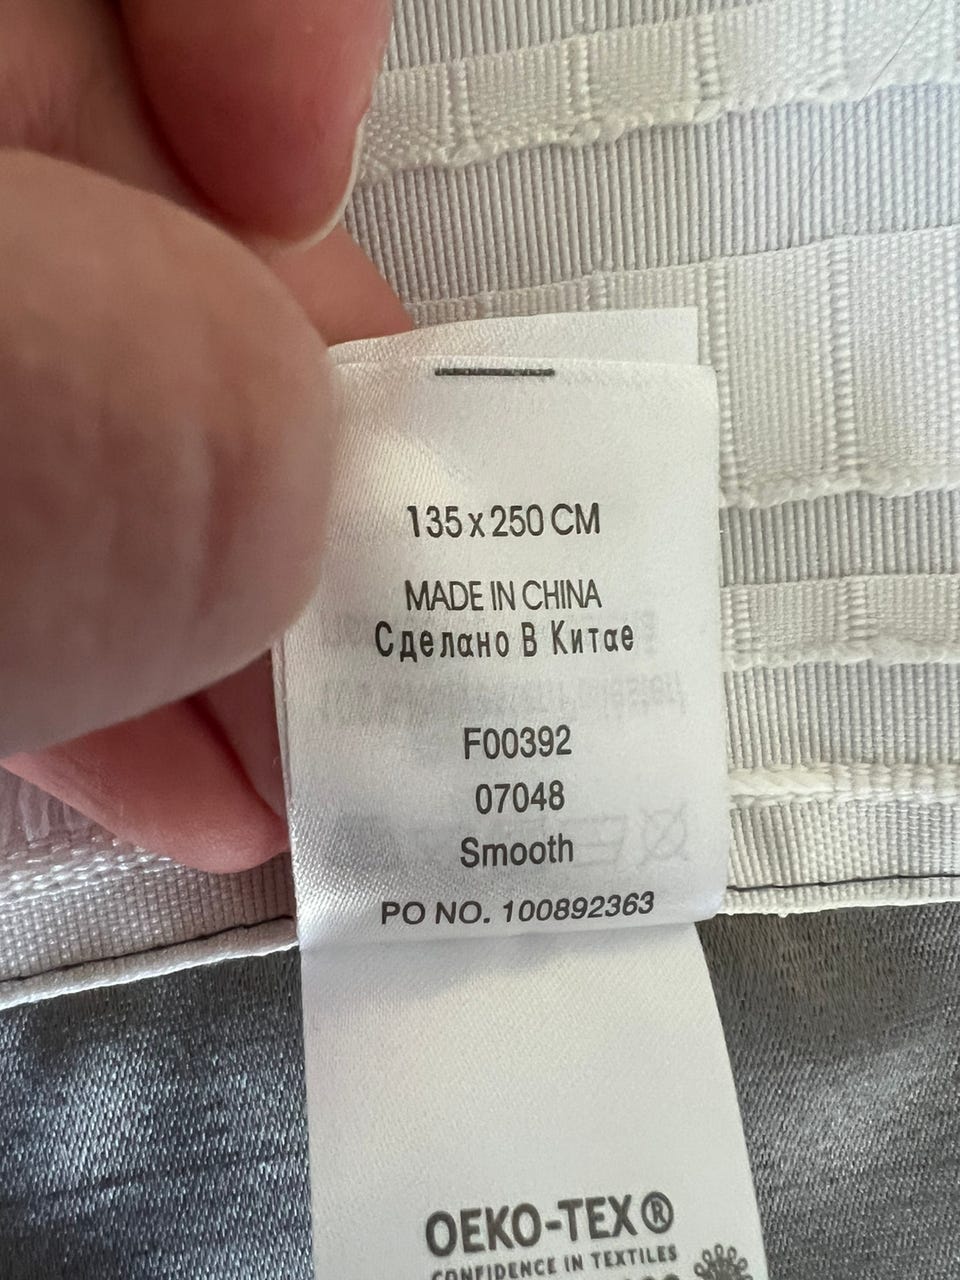 135 x 250 CM
MADE IN CHINA
Сделано В Китае
F00392
07048
Smooth
PO NO. 100892363
OEKO-TEX®
CONFIDENCE IN TEXTILES